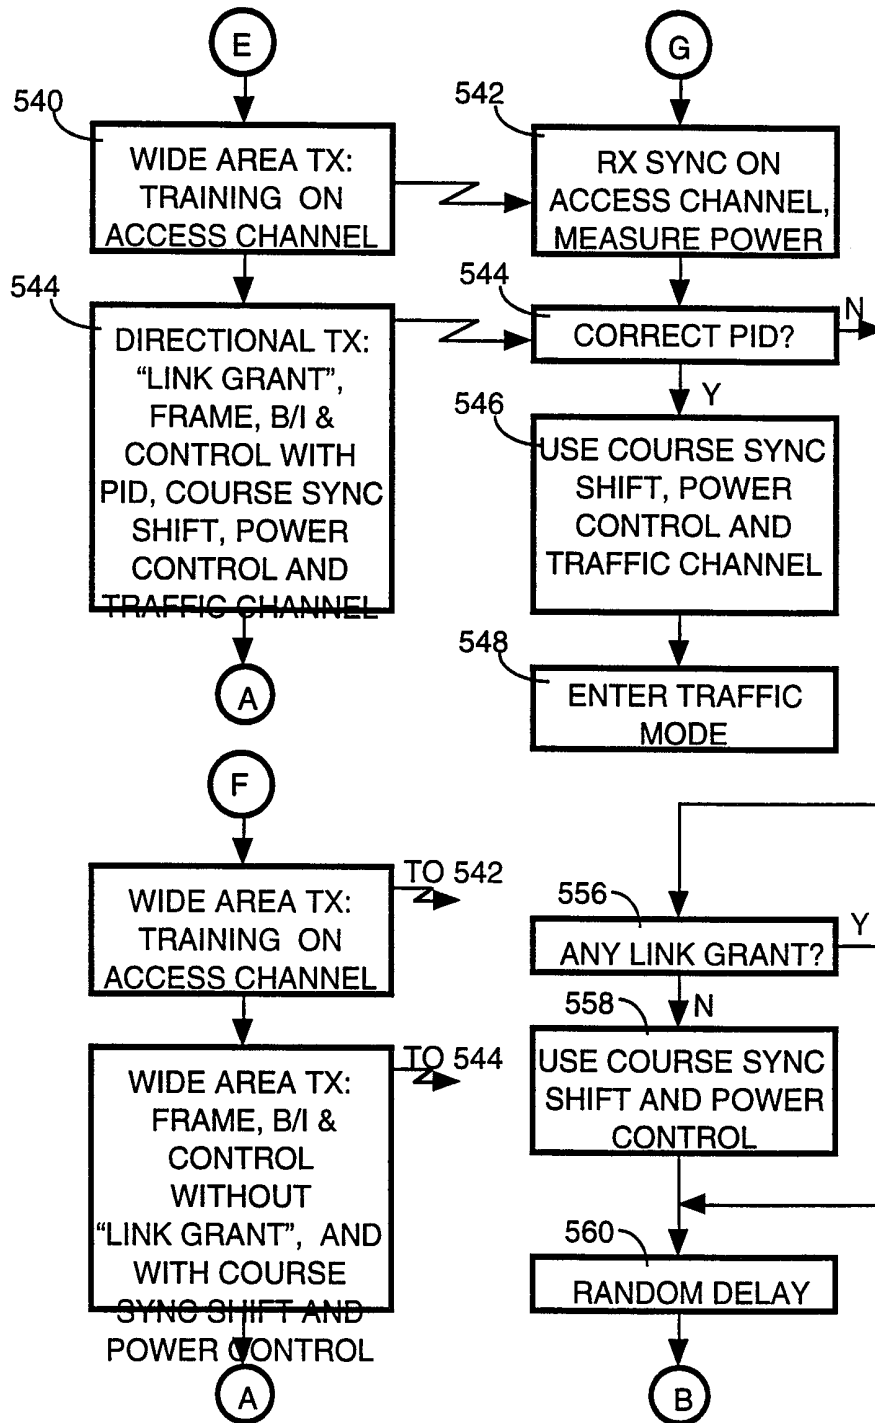 E
540
WIDE AREA TX:
TRAINING ON
ACCESS CHANNEL
544
DIRECTIONAL TX:
“LINK GRANT”,
FRAME, B/I &
CONTROL WITH
PID, COURSE SYNC
SHIFT, POWER
CONTROL AND
TRAFFIC CHANNEL
A
G
542
RX SYNC ON
ACCESS CHANNEL,
MEASURE POWER
544
CORRECT PID?
N
Y
546
USE COURSE SYNC
SHIFT, POWER
CONTROL AND
TRAFFIC CHANNEL
548
ENTER TRAFFIC
MODE
F
WIDE AREA TX:
TRAINING ON
ACCESS CHANNEL
TO 542
WIDE AREA TX:
FRAME, B/I &
CONTROL
WITHOUT
“LINK GRANT”, AND
WITH COURSE
SYNC SHIFT AND
POWER CONTROL
TO 544
A
556
ANY LINK GRANT?
Y
N
558
USE COURSE SYNC
SHIFT AND POWER
CONTROL
560
RANDOM DELAY
B